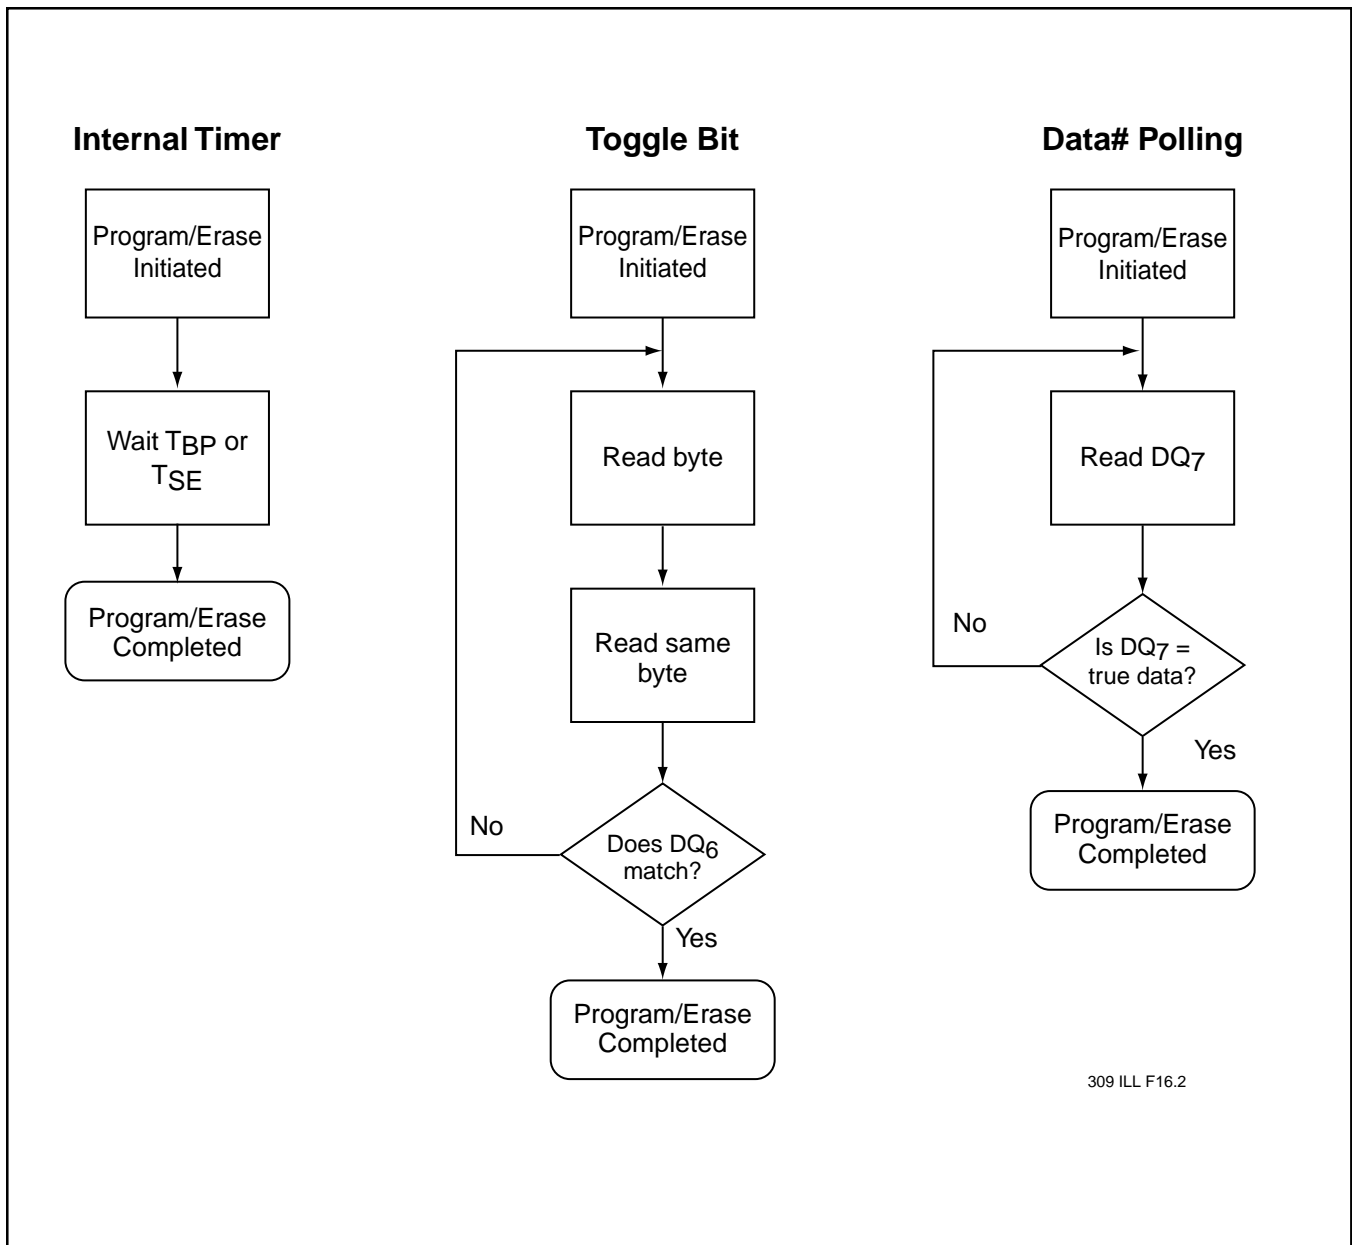 Internal Timer
Program/Erase
Initiated
Wait TBP or
TSE
Program/Erase
Completed
Toggle Bit
Program/Erase
Initiated
Read byte
Read same
byte
Does DQ6
match?
No
Yes
Program/Erase
Completed
Data# Polling
Program/Erase
Initiated
Read DQ7
Is DQ7 =
true data?
No
Yes
Program/Erase
Completed
309 ILL F16.2